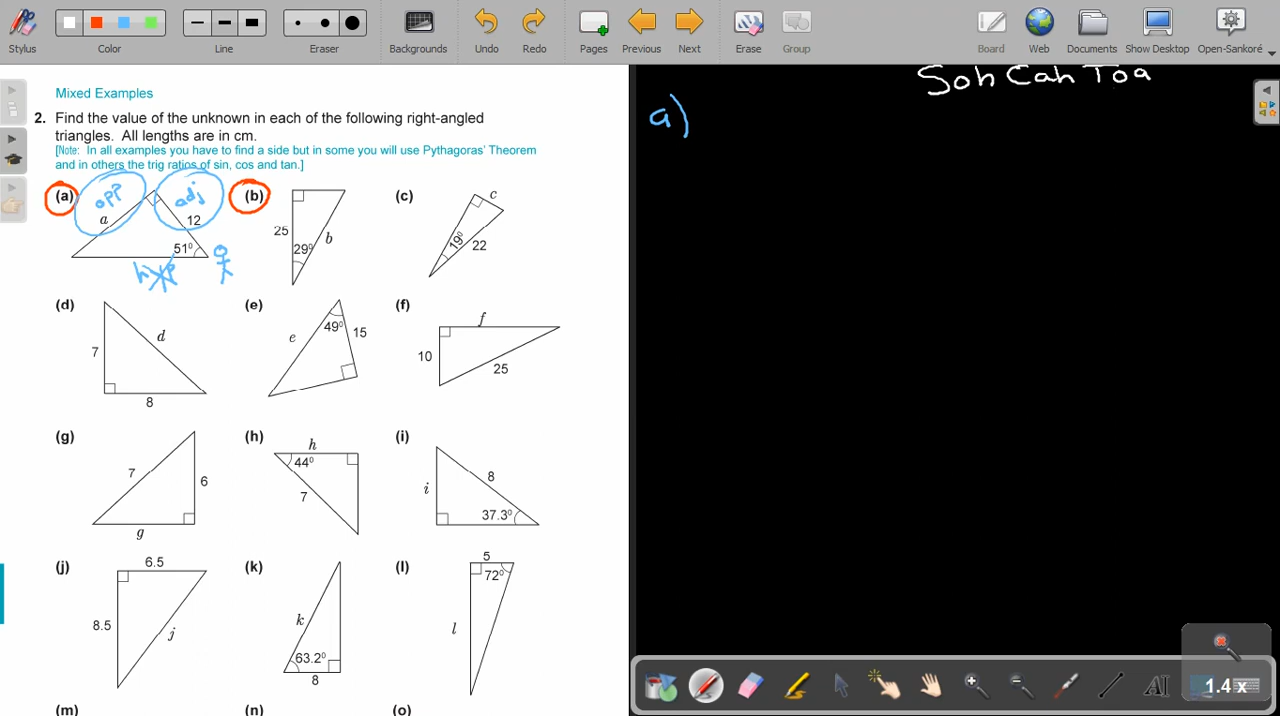 Stylus Color Line Eraser Backgrounds Undo Redo Pages Previous Next Erase Group Board Web Documents Show Desktop Open-Sankoré
Soh Cah Toa
a)
Mixed Examples
2. Find the value of the unknown in each of the following right-angled
triangles. All lengths are in cm.
[Note: In all examples you have to find a side but in some you will use Pythagoras' Theorem
and in others the trig ratios of sin, cos and tan.]
(a) opp adj a 12 51° hyp
(b) 25 29° b
(c) c 19° 22
(d) 7 d 8
(e) e 49° 15
(f) f 10 25
(g) 7 6 g
(h) h 44° 7
(i) i 8 37.3°
(j) 6.5 8.5 j
(k) k 63.2° 8
(l) 5 72° l
(m) (n) (o)
1.4 x